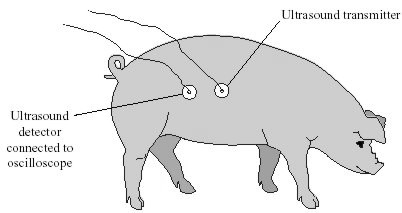 Ultrasound transmitter
Ultrasound
detector
connected to
oscilloscope